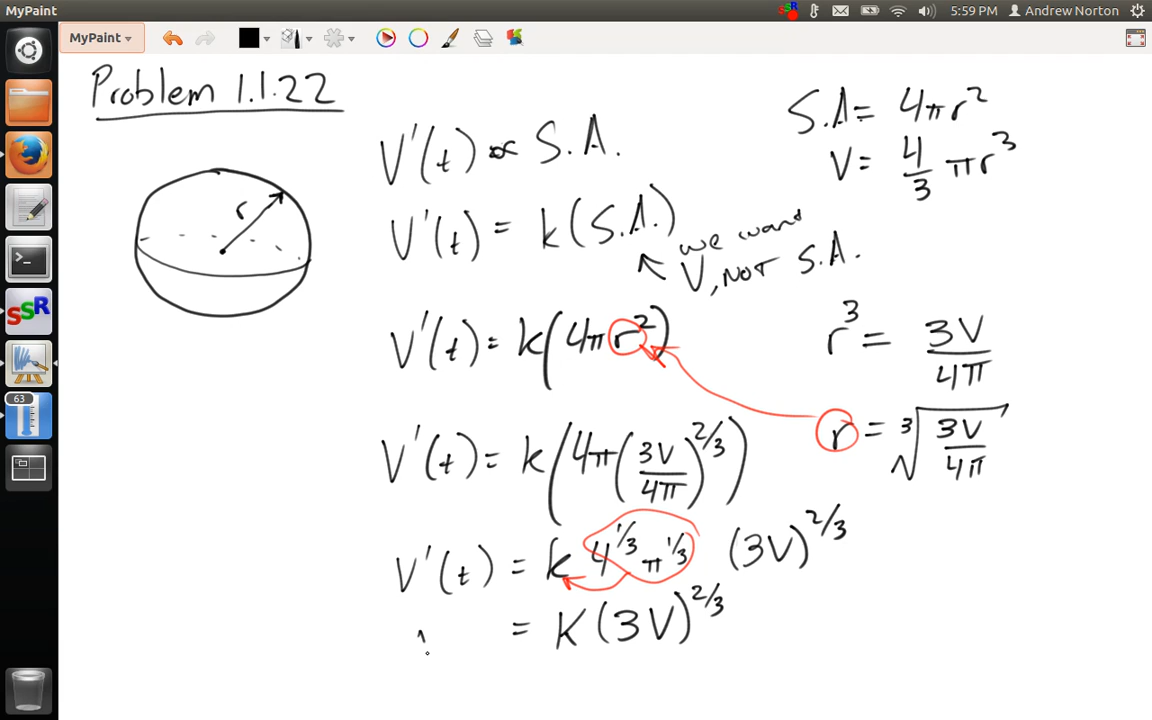 MyPaint
5:59 PM Andrew Norton
MyPaint
SSR
63
Problem 1.1.22
r
V'(t) ∝ S.A.
V'(t) = k(S.A.)
we want
V, NOT S.A.
V'(t) = k(4πr²)
V'(t) = k(4π(3V/4π)^2/3)
V'(t) = k 4^1/3 π^1/3 (3V)^2/3
= K(3V)^2/3
S.A = 4πr²
V = 4/3 πr³
r³ = 3V/4π
r = ³√(3V/4π)